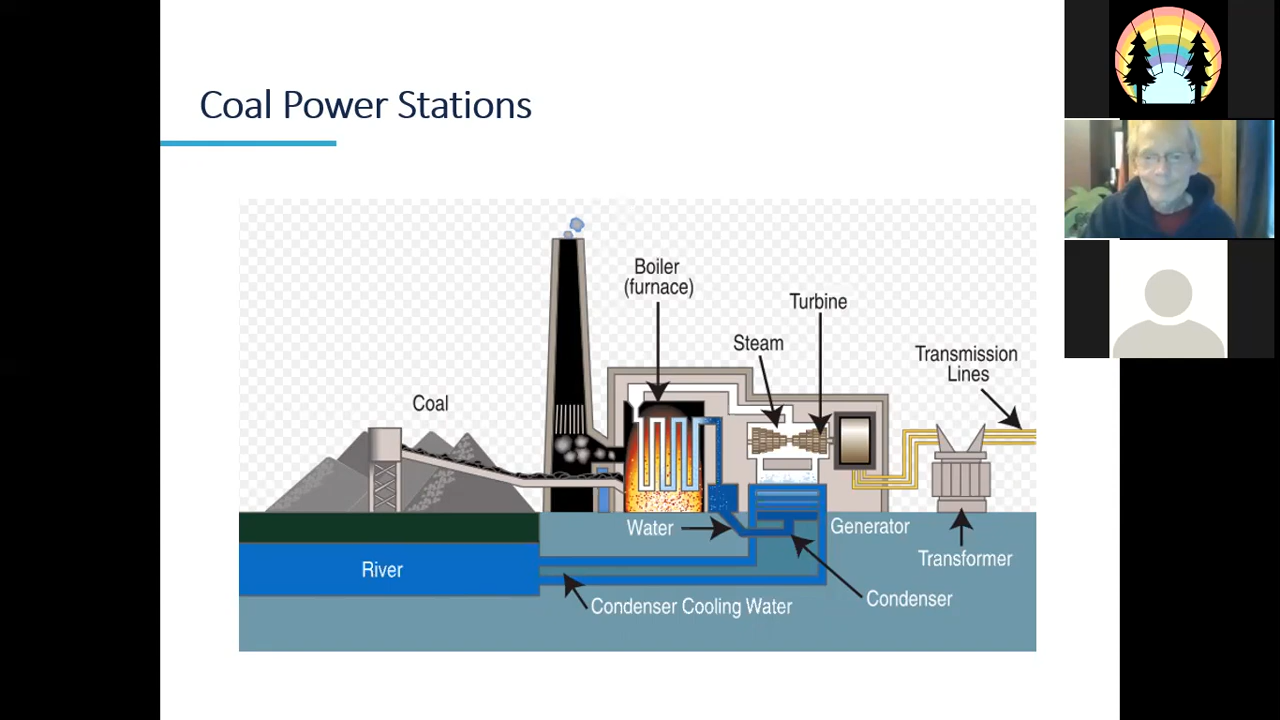 Coal Power Stations
Boiler
(furnace)
Turbine
Steam
Transmission
Lines
Coal
Water
Generator
Transformer
River
Condenser
Condenser Cooling Water